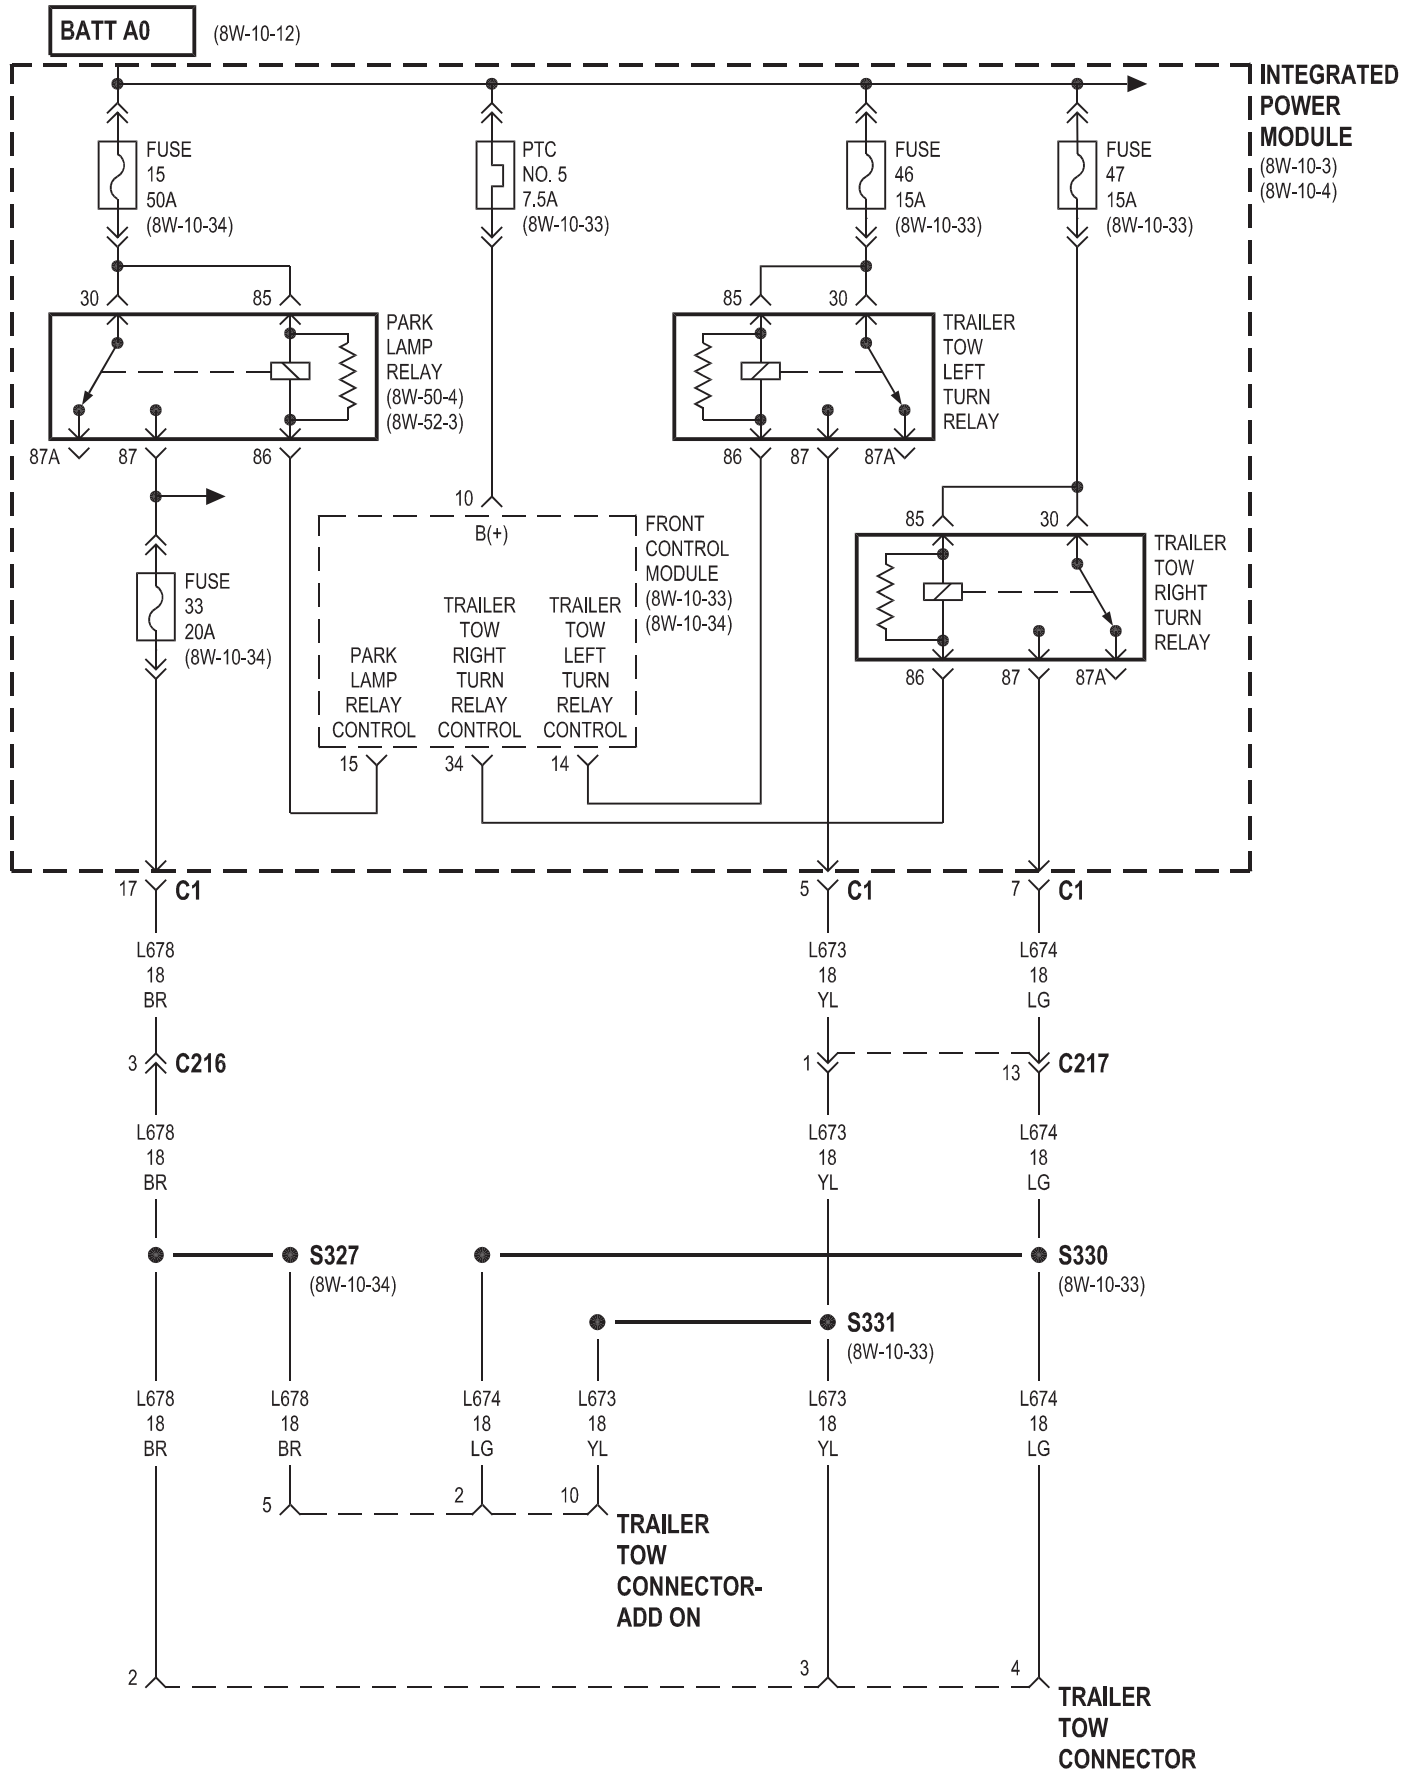 BATT A0
(8W-10-12)
INTEGRATED
POWER
MODULE
(8W-10-3)
(8W-10-4)
FUSE
15
50A
(8W-10-34)
PTC
NO. 5
7.5A
(8W-10-33)
FUSE
46
15A
(8W-10-33)
FUSE
47
15A
(8W-10-33)
30
85
PARK
LAMP
RELAY
(8W-50-4)
(8W-52-3)
87A
87
86
85
30
TRAILER
TOW
LEFT
TURN
RELAY
86
87
87A
FUSE
33
20A
(8W-10-34)
10
B(+)
FRONT
CONTROL
MODULE
(8W-10-33)
(8W-10-34)
PARK
LAMP
RELAY
CONTROL
TRAILER
TOW
RIGHT
TURN
RELAY
CONTROL
TRAILER
TOW
LEFT
TURN
RELAY
CONTROL
15
34
14
85
30
TRAILER
TOW
RIGHT
TURN
RELAY
86
87
87A
17
C1
5
C1
7
C1
L678
18
BR
L673
18
YL
L674
18
LG
3
C216
1
13
C217
L678
18
BR
L673
18
YL
L674
18
LG
S327
(8W-10-34)
S330
(8W-10-33)
S331
(8W-10-33)
L678
18
BR
L678
18
BR
L674
18
LG
L673
18
YL
L673
18
YL
L674
18
LG
5
2
10
TRAILER
TOW
CONNECTOR-
ADD ON
2
3
4
TRAILER
TOW
CONNECTOR